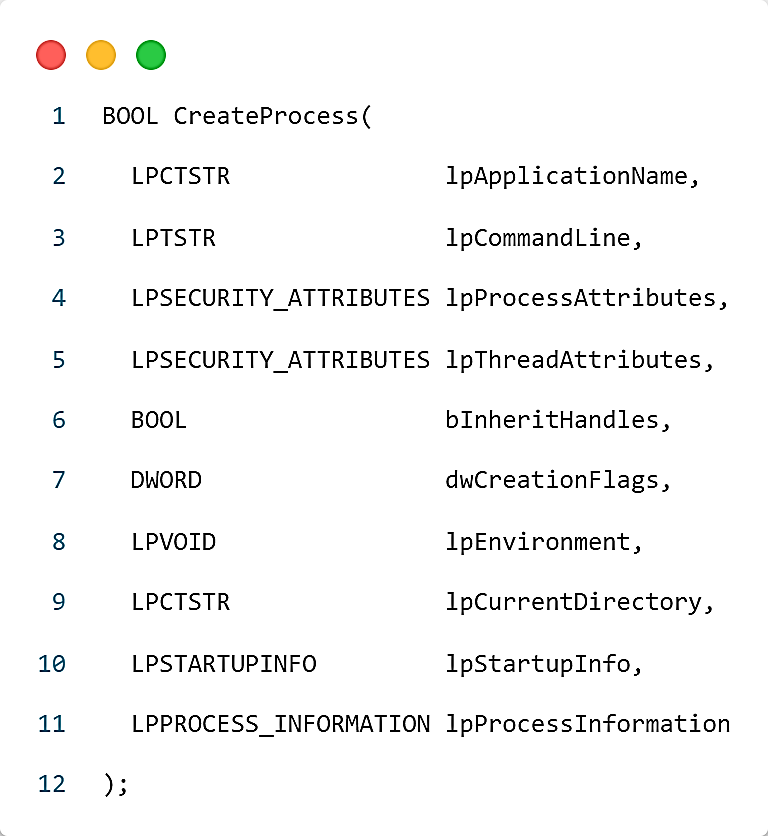 1 BOOL CreateProcess(
2 LPCTSTR lpApplicationName,
3 LPTSTR lpCommandLine,
4 LPSECURITY_ATTRIBUTES lpProcessAttributes,
5 LPSECURITY_ATTRIBUTES lpThreadAttributes,
6 BOOL bInheritHandles,
7 DWORD dwCreationFlags,
8 LPVOID lpEnvironment,
9 LPCTSTR lpCurrentDirectory,
10 LPSTARTUPINFO lpStartupInfo,
11 LPPROCESS_INFORMATION lpProcessInformation
12 );